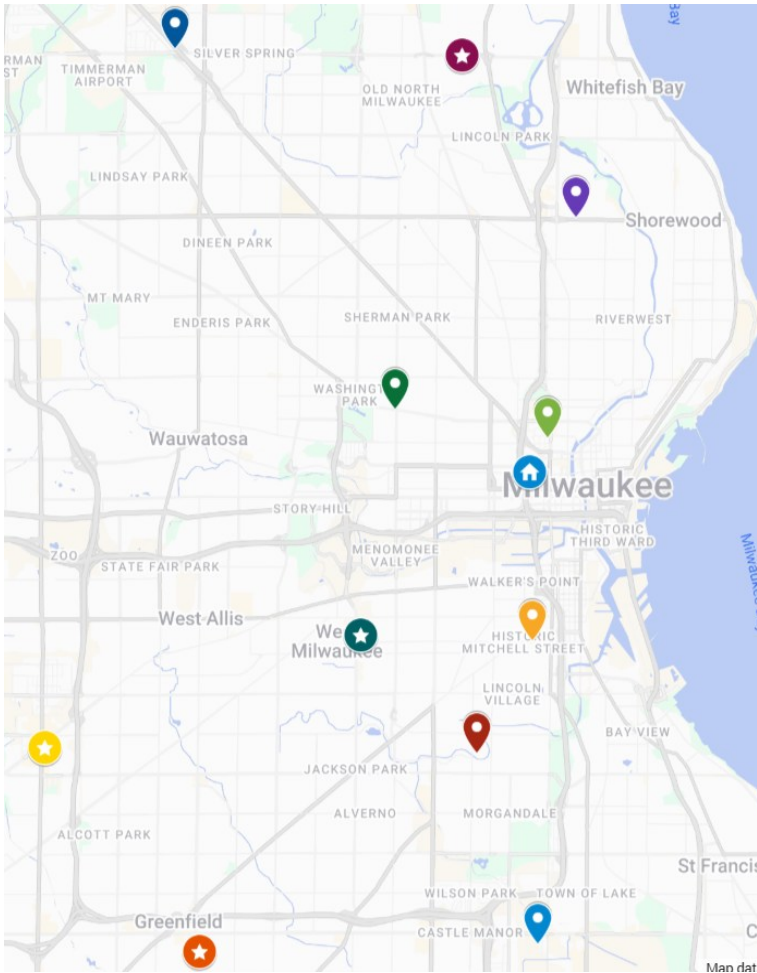 Bay
RMAN
ST
TIMMERMAN
AIRPORT
SILVER SPRING
OLD NORTH
MILWAUKEE
Whitefish Bay
LINCOLN PARK
LINDSAY PARK
Shorewood
DINEEN PARK
MT MARY
ENDERIS PARK
SHERMAN PARK
RIVERWEST
WASHINGT
PARK
Wauwatosa
Milwaukee
STORY HILL
HISTORIC
THIRD WARD
ZOO
STATE FAIR PARK
MENOMONEE
VALLEY
Milwaukee
WALKER'S POINT
West Allis
We
Milwaukee
HISTORIC
MITCHELL STREET
LINCOLN
VILLAGE
BAY VIEW
JACKSON PARK
ALVERNO
MORGANDALE
ALCOTT PARK
St Francis
WILSON PARK
TOWN OF LAKE
Greenfield
CASTLE MANOR
C
Map dat